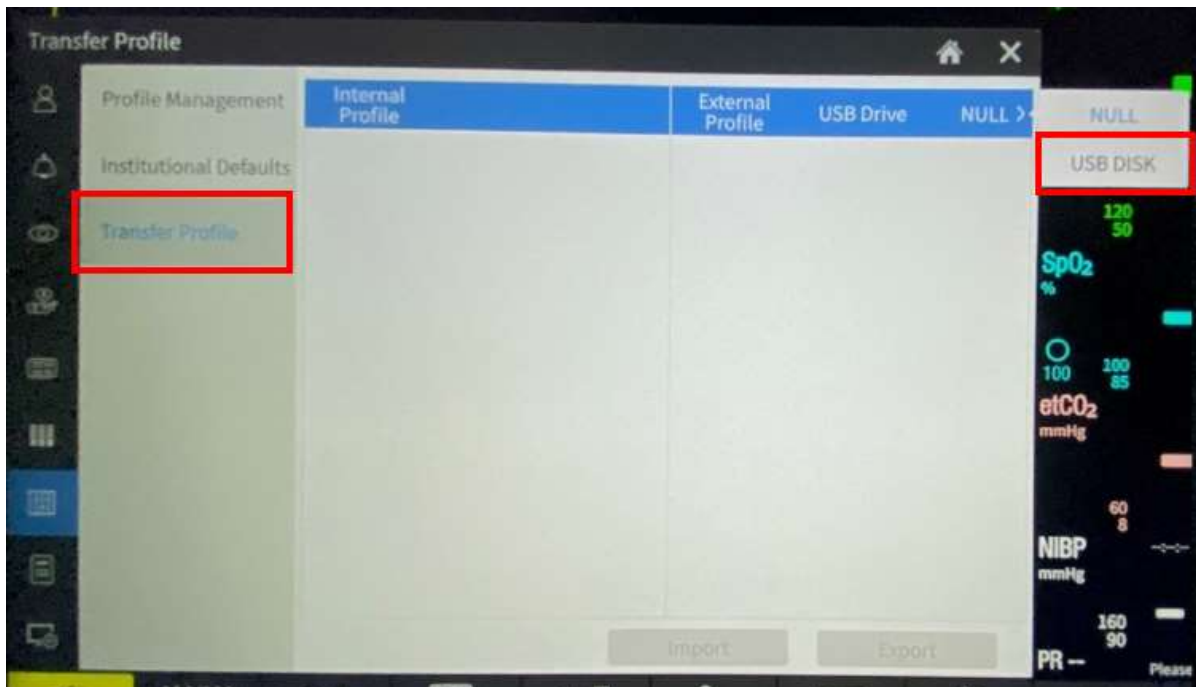 Transfer Profile
Profile Management
Institutional Defaults
Transfer Profile
Internal
Profile
External
Profile
USB Drive
NULL >
NULL
USB DISK
120
50
SpO₂
%
100
100
85
etCO₂
mmHg
60
8
NIBP
-:-:-
mmHg
160
90
PR --
Please
Import
Export